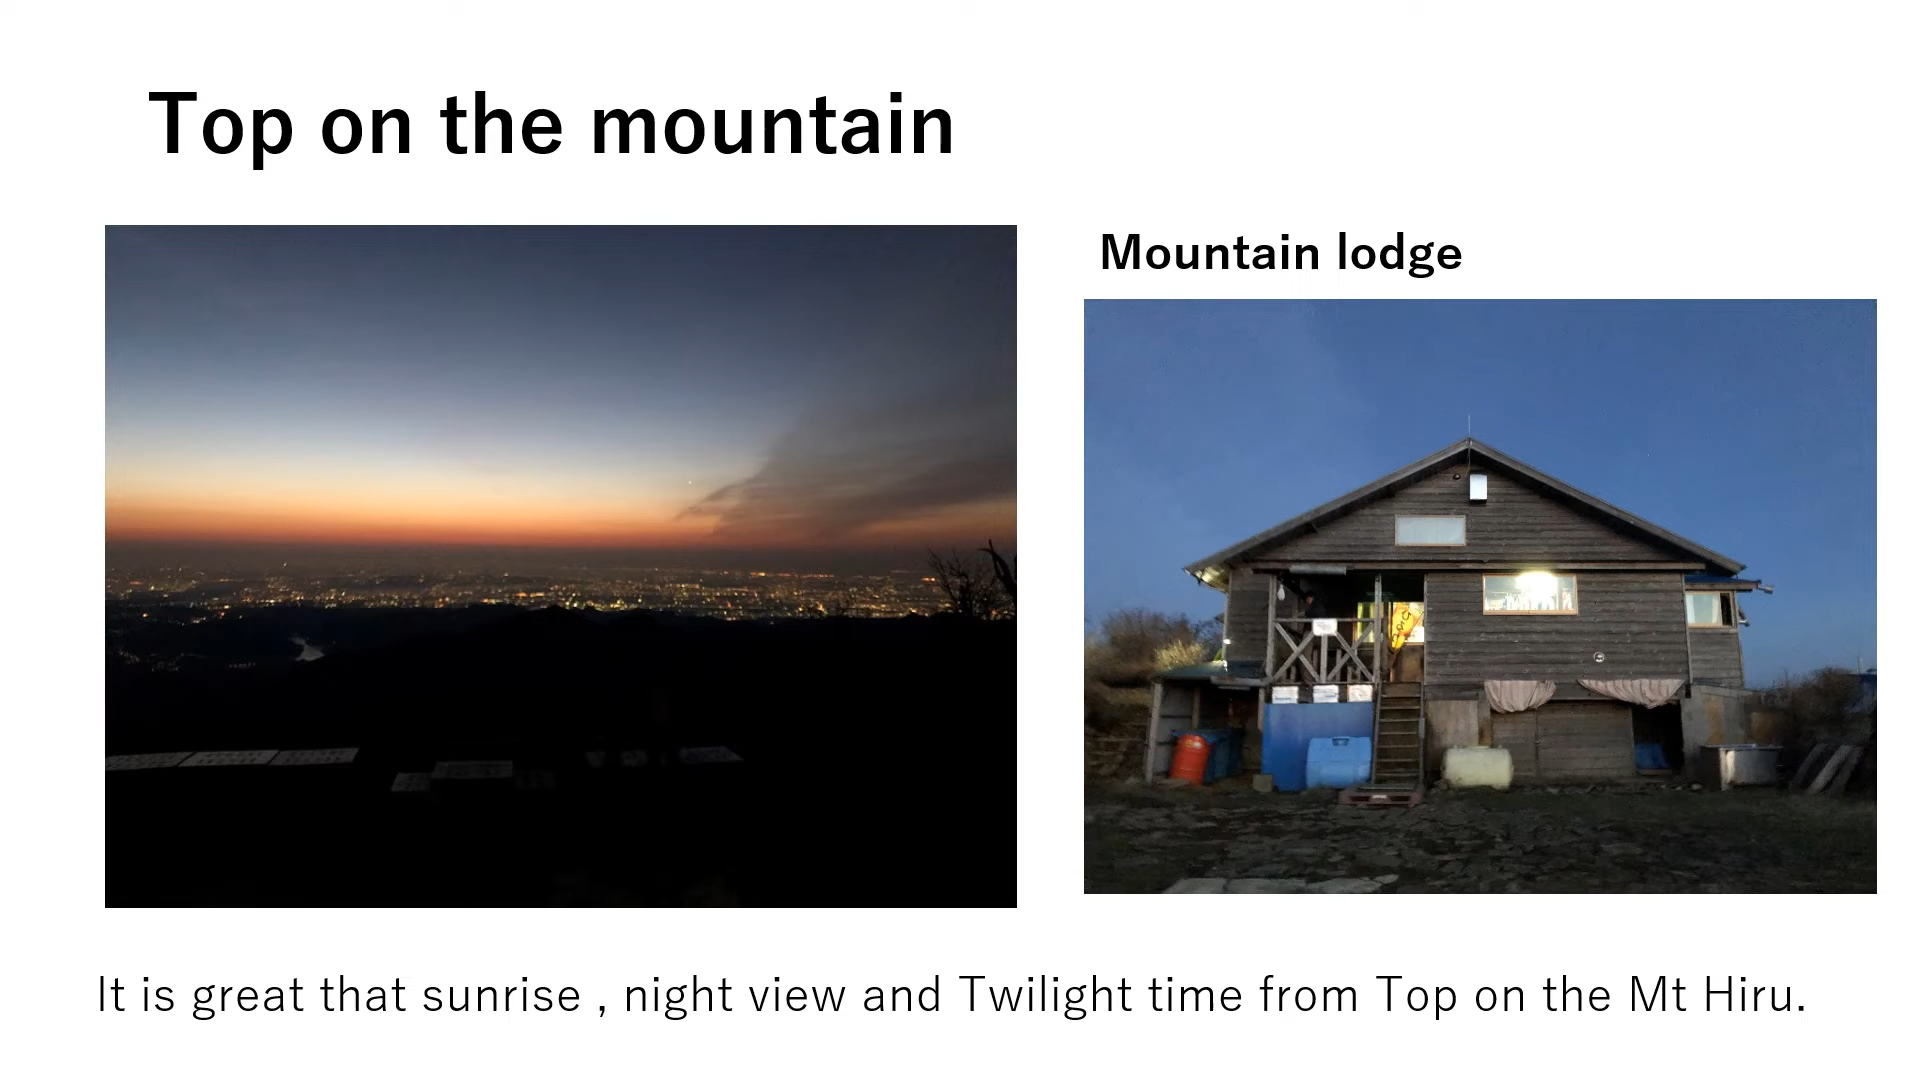 Top on the mountain
Mountain lodge
It is great that sunrise , night view and Twilight time from Top on the Mt Hiru.